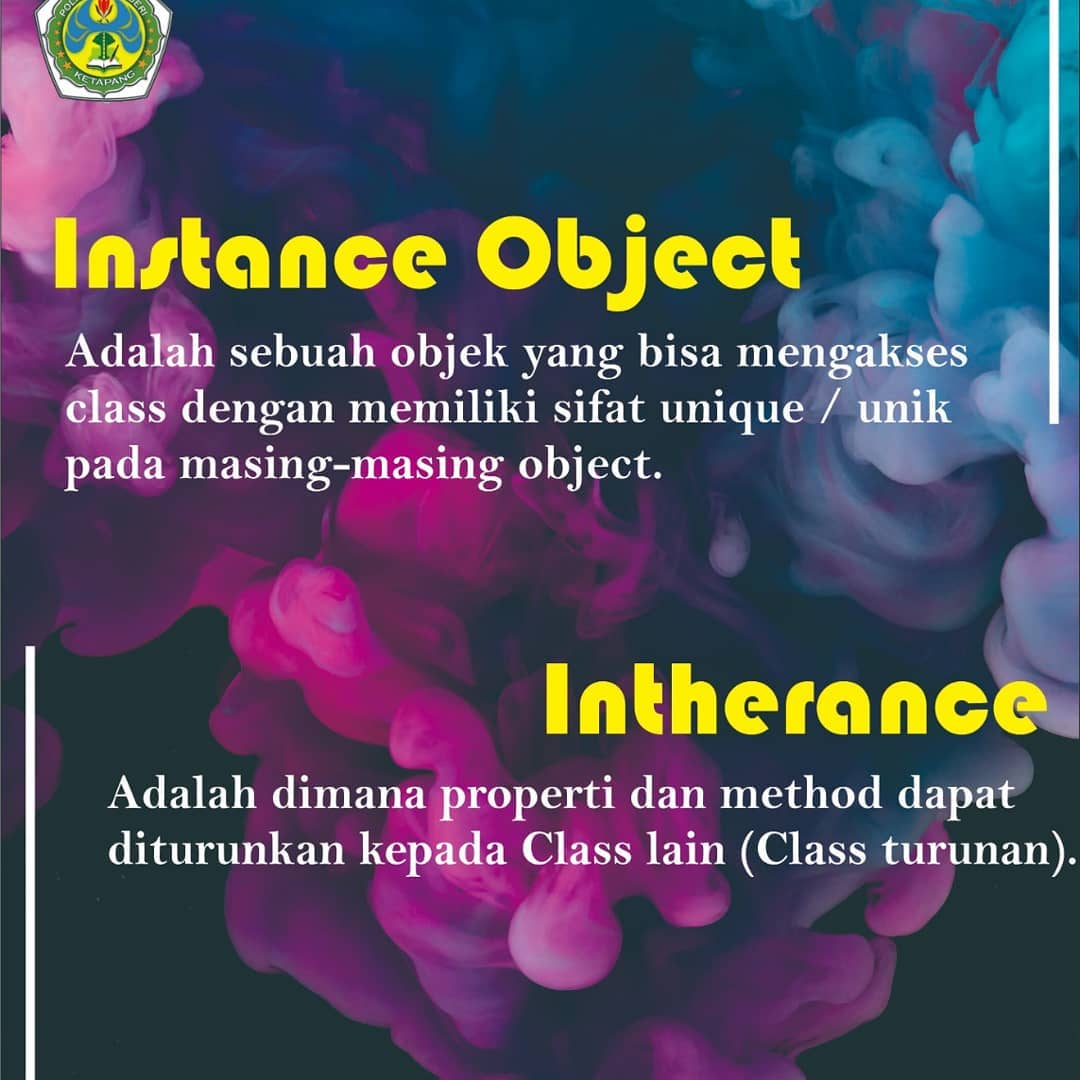 KETAPANG
Instance Object
Adalah sebuah objek yang bisa mengakses
class dengan memiliki sifat unique / unik
pada masing-masing object.
Intherance
Adalah dimana properti dan method dapat
diturunkan kepada Class lain (Class turunan).